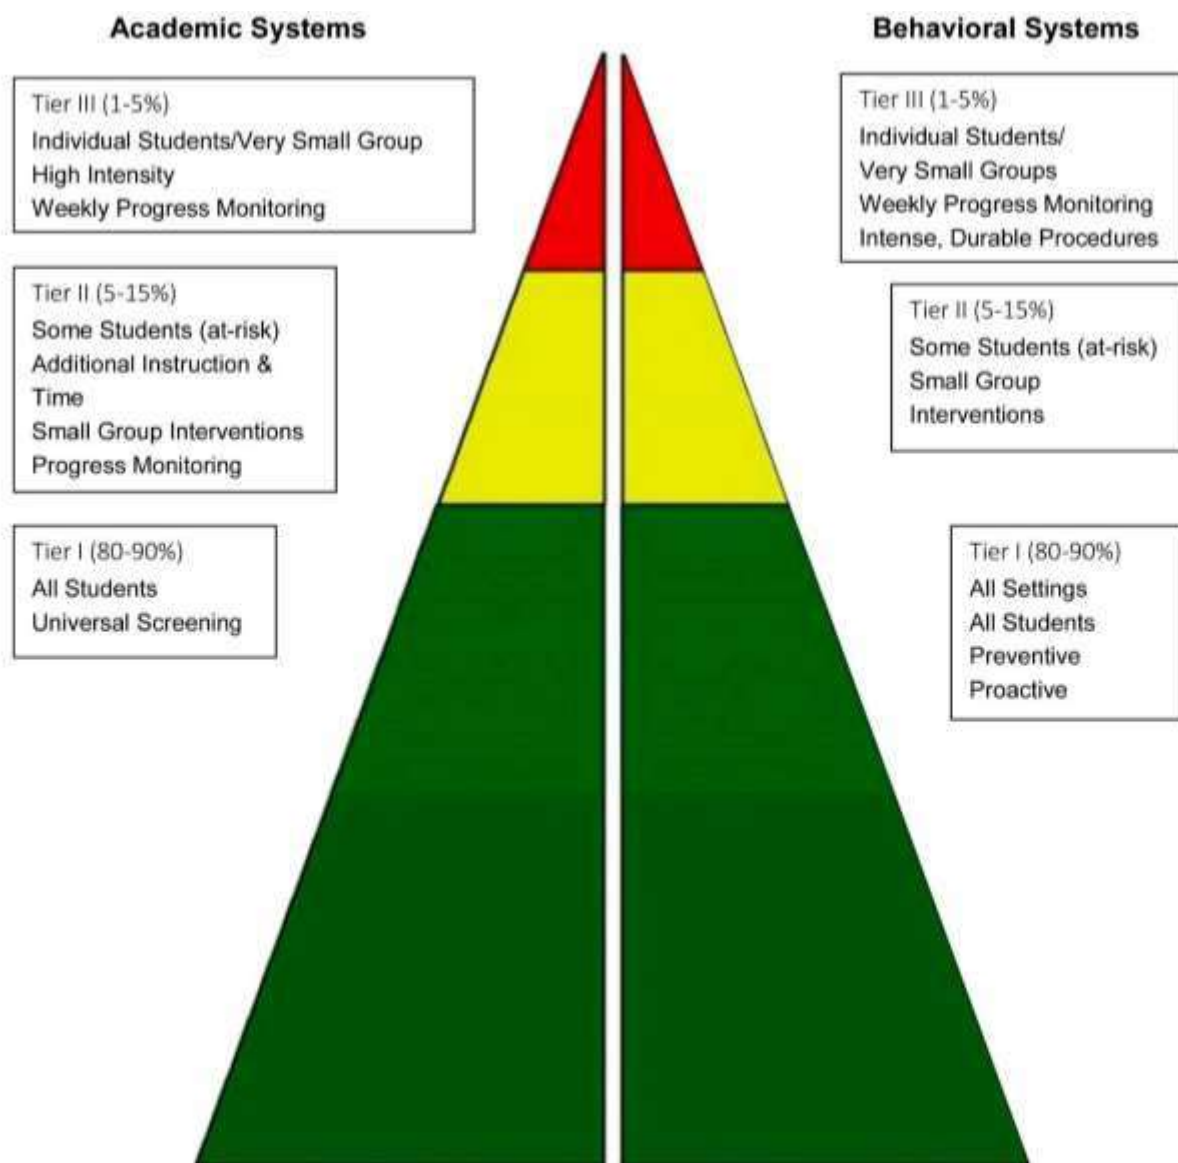 Academic Systems
Tier III (1-5%)
Individual Students/Very Small Group
High Intensity
Weekly Progress Monitoring
Tier II (5-15%)
Some Students (at-risk)
Additional Instruction &
Time
Small Group Interventions
Progress Monitoring
Tier I (80-90%)
All Students
Universal Screening
Behavioral Systems
Tier III (1-5%)
Individual Students/
Very Small Groups
Weekly Progress Monitoring
Intense, Durable Procedures
Tier II (5-15%)
Some Students (at-risk)
Small Group
Interventions
Tier I (80-90%)
All Settings
All Students
Preventive
Proactive